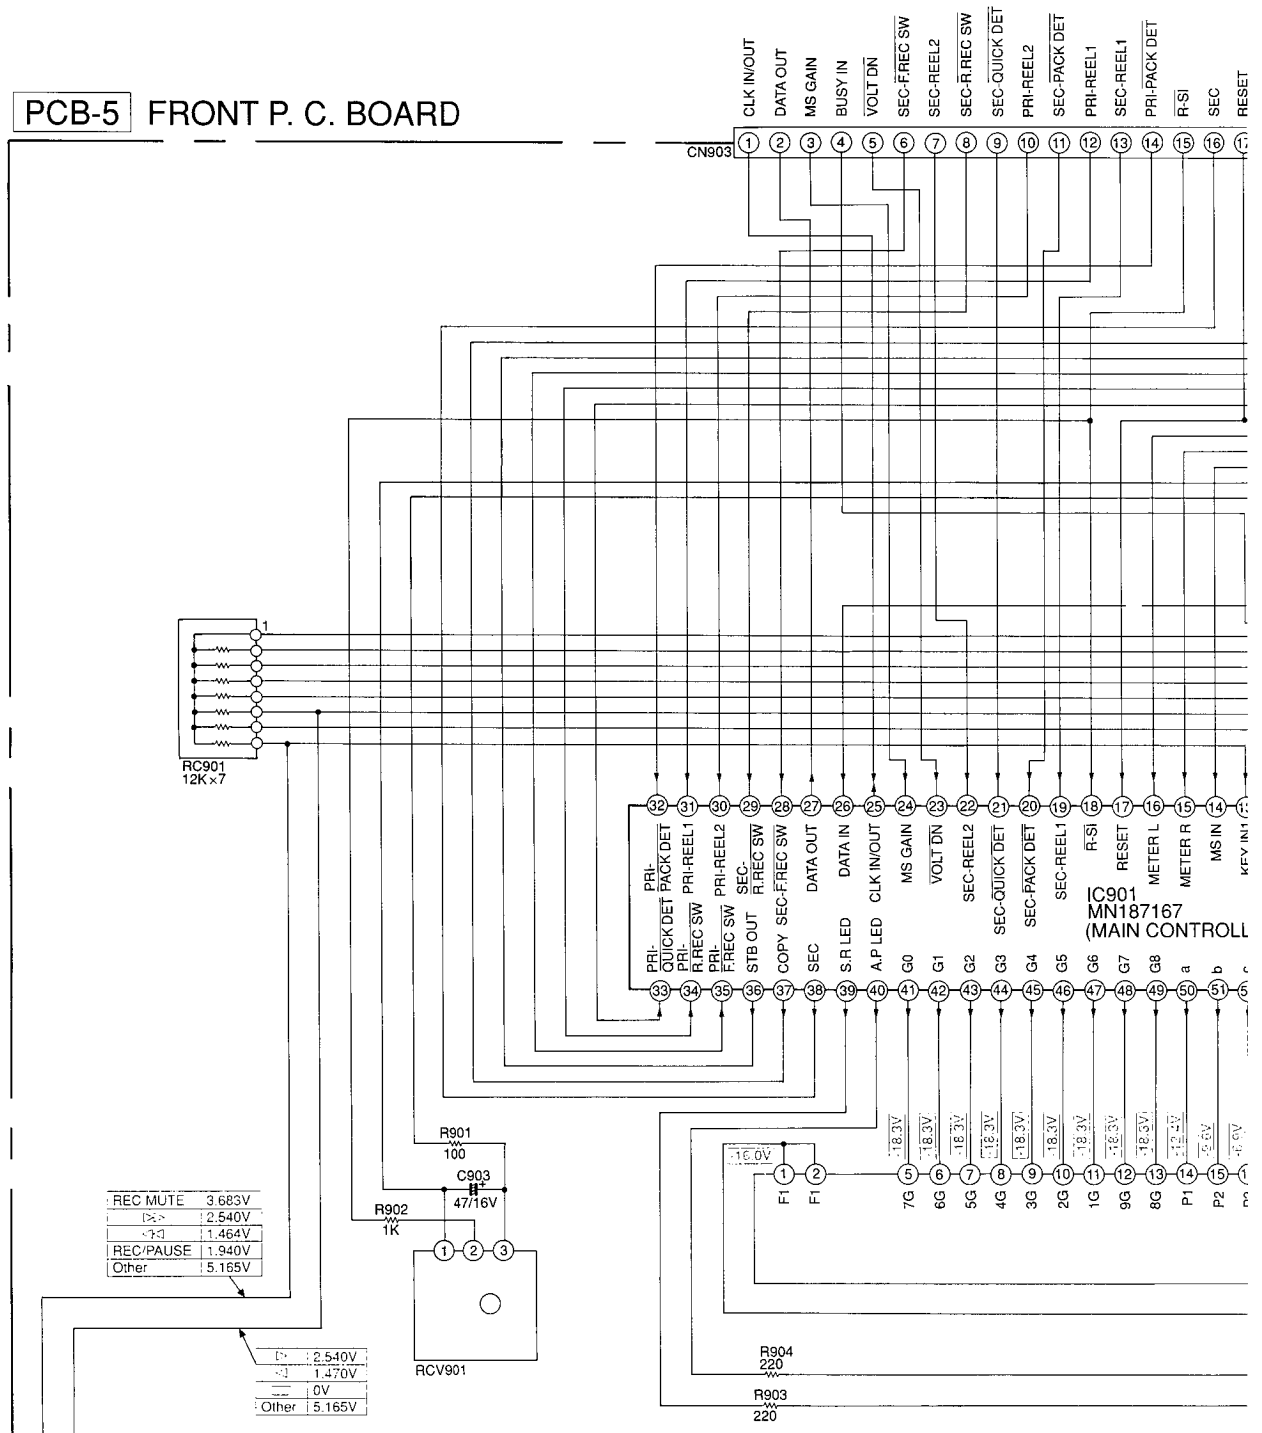 PCB-5 FRONT P. C. BOARD
CLK IN/OUT
DATA OUT
MS GAIN
BUSY IN
VOLT DN
SEC-F.REC SW
SEC-REEL2
SEC-R.REC SW
SEC-QUICK DET
PRI-REEL2
SEC-PACK DET
PRI-REEL1
SEC-REEL1
PRI-PACK DET
R-SI
SEC
RESET
CN903
1 2 3 4 5 6 7 8 9 10 11 12 13 14 15 16 17
1
RC901
12K×7
32 31 30 29 28 27 26 25 24 23 22 21 20 19 18 17 16 15 14 13
PRI-
PACK DET
PRI-REEL1
PRI-REEL2
SEC-
R.REC SW
SEC-F.REC SW
DATA OUT
DATA IN
CLK IN/OUT
MS GAIN
VOLT DN
SEC-REEL2
SEC-QUICK DET
SEC-PACK DET
SEC-REEL1
R-SI
RESET
METER L
METER R
MS IN
KEY IN1
IC901
MN187167
(MAIN CONTROLL
PRI-
QUICK DET
PRI-
R.REC SW
PRI-
F.REC SW
STB OUT
COPY
SEC
S.R LED
A.P LED
G0
G1
G2
G3
G4
G5
G6
G7
G8
a
b
c
33 34 35 36 37 38 39 40 41 42 43 44 45 46 47 48 49 50 51 5
-16.0V
-18.3V
-18.3V
-18.3V
-18.3V
-18.3V
-18.3V
-18.3V
-18.3V
-18.3V
1 2 5 6 7 8 9 10 11 12 13 14 15 1
F1
F1
7G
6G
5G
4G
3G
2G
1G
9G
8G
P1
P2
R901
100
C903
+
47/16V
R902
1K
1 2 3
RCV901
REC MUTE 3.683V
2.540V
1.464V
REC/PAUSE 1.940V
Other 5.165V
2.540V
1.470V
0V
Other 5.165V
R904
220
R903
220